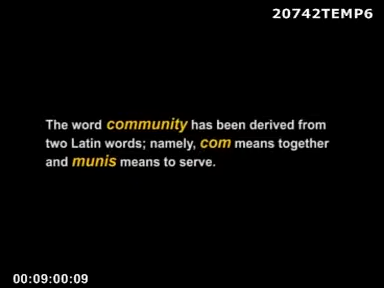 20742TEMP6
The word community has been derived from
two Latin words; namely, com means together
and munis means to serve.
00:09:00:09